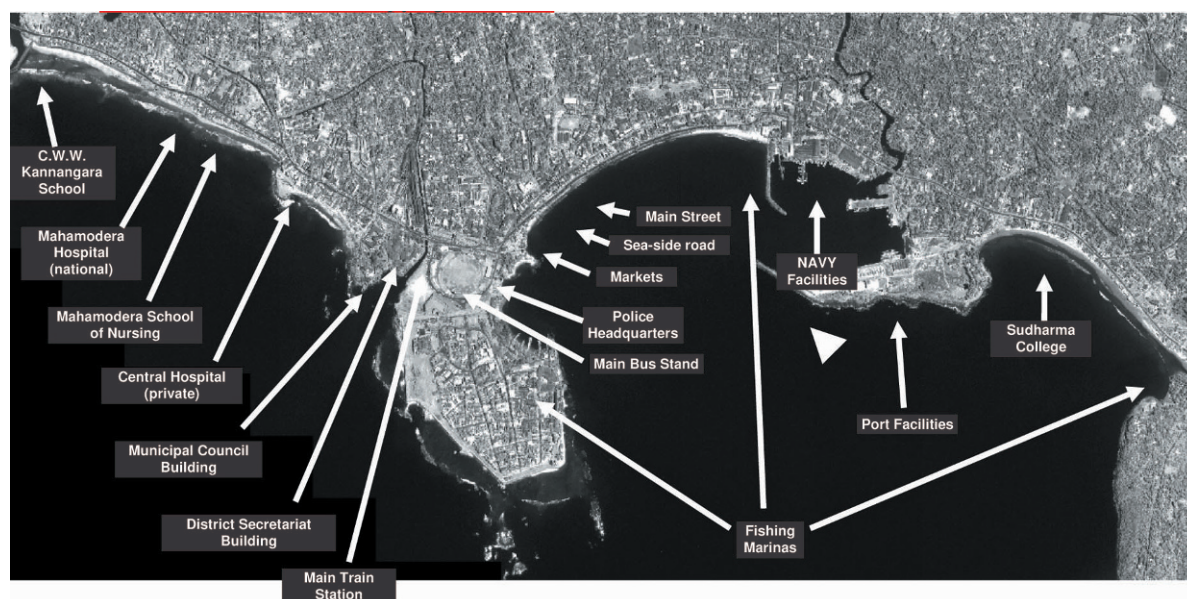 C.W.W.
Kannangara
School
Mahamodera
Hospital
(national)
Mahamodera School
of Nursing
Central Hospital
(private)
Municipal Council
Building
District Secretariat
Building
Main Train
Station
Main Street
Sea-side road
Markets
Police
Headquarters
Main Bus Stand
NAVY
Facilities
Sudharma
College
Port Facilities
Fishing
Marinas